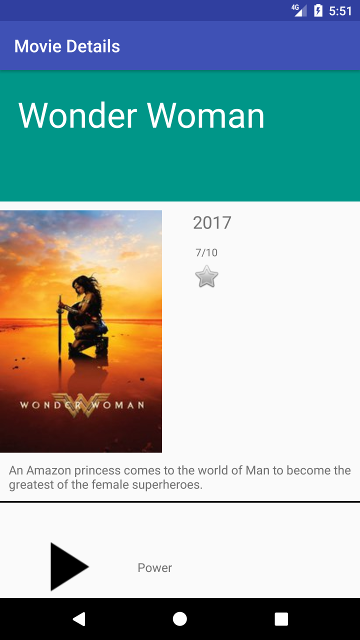 4G
5:51
Movie Details
Wonder Woman
2017
7/10
WONDER WOMAN
An Amazon princess comes to the world of Man to become the
greatest of the female superheroes.
Power